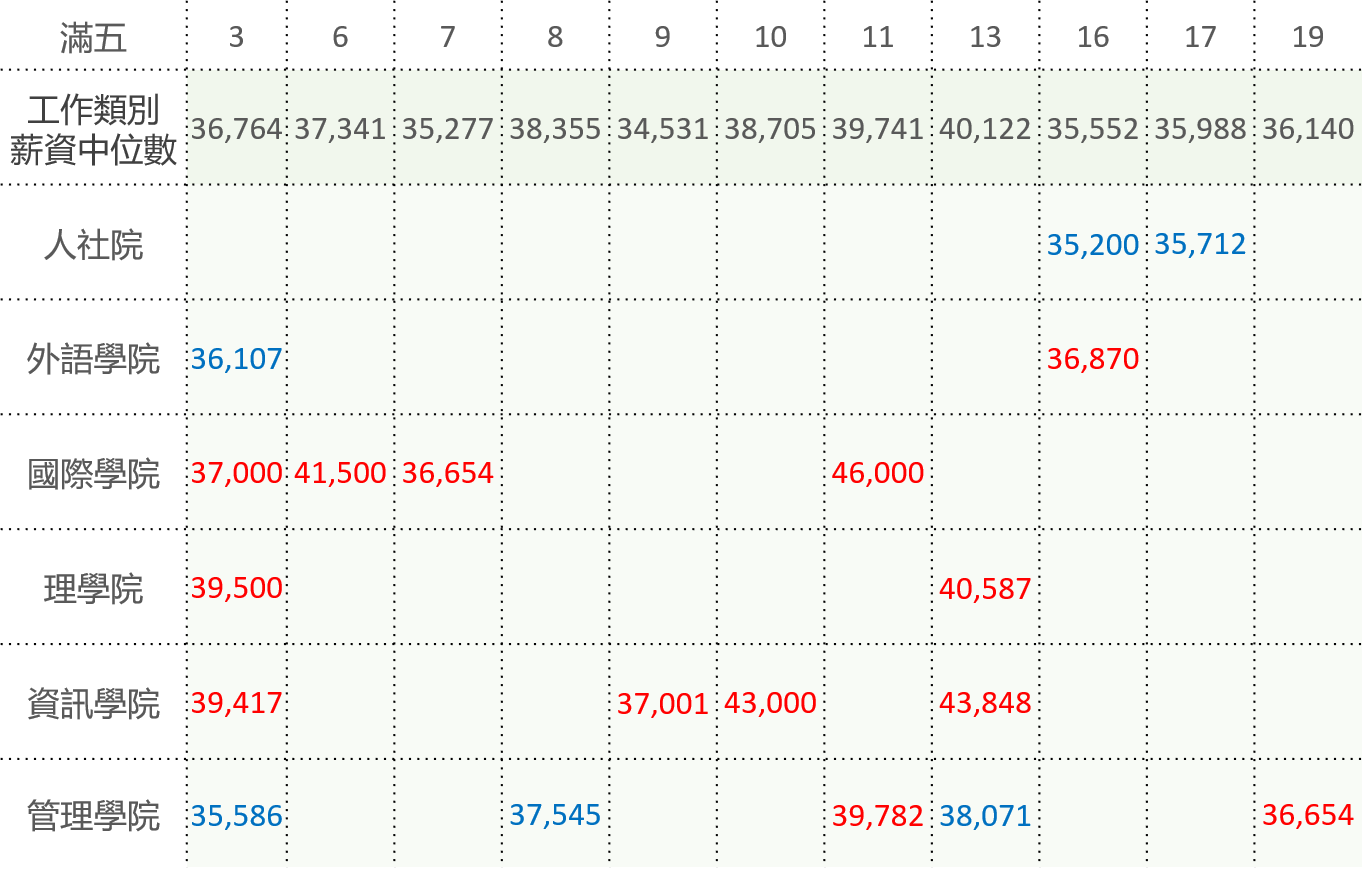 滿五 3 6 7 8 9 10 11 13 16 17 19
工作類別
薪資中位數 36,764 37,341 35,277 38,355 34,531 38,705 39,741 40,122 35,552 35,988 36,140
人社院 35,200 35,712
外語學院 36,107 36,870
國際學院 37,000 41,500 36,654 46,000
理學院 39,500 40,587
資訊學院 39,417 37,001 43,000 43,848
管理學院 35,586 37,545 39,782 38,071 36,654